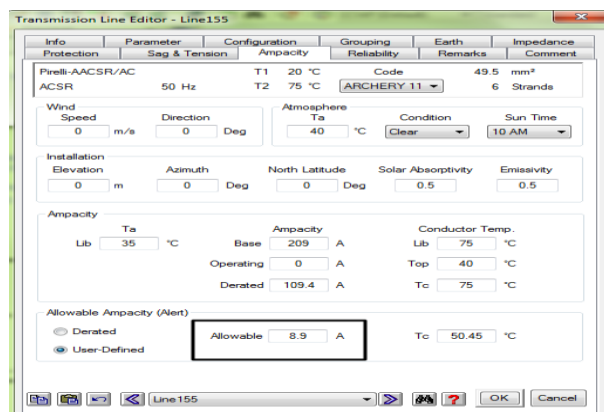 Transmission Line Editor - Line155
Info Parameter Configuration Grouping Earth Impedance
Protection Sag & Tension Ampacity Reliability Remarks Comment
Pirelli-AACSR/AC T1 20 °C Code 49.5 mm²
ACSR 50 Hz T2 75 °C ARCHERY 11 6 Strands
Wind Atmosphere
Speed Direction Ta Condition Sun Time
0 m/s 0 Deg 40 °C Clear 10 AM
Installation
Elevation Azimuth North Latitude Solar Absorptivity Emissivity
0 m 0 Deg 0 Deg 0.5 0.5
Ampacity
Ta Ampacity Conductor Temp.
Lib 35 °C Base 209 A Lib 75 °C
Operating 0 A Top 40 °C
Derated 109.4 A Tc 75 °C
Allowable Ampacity (Alert)
Derated
Allowable 8.9 A Tc 50.45 °C
User-Defined
Line155 OK Cancel